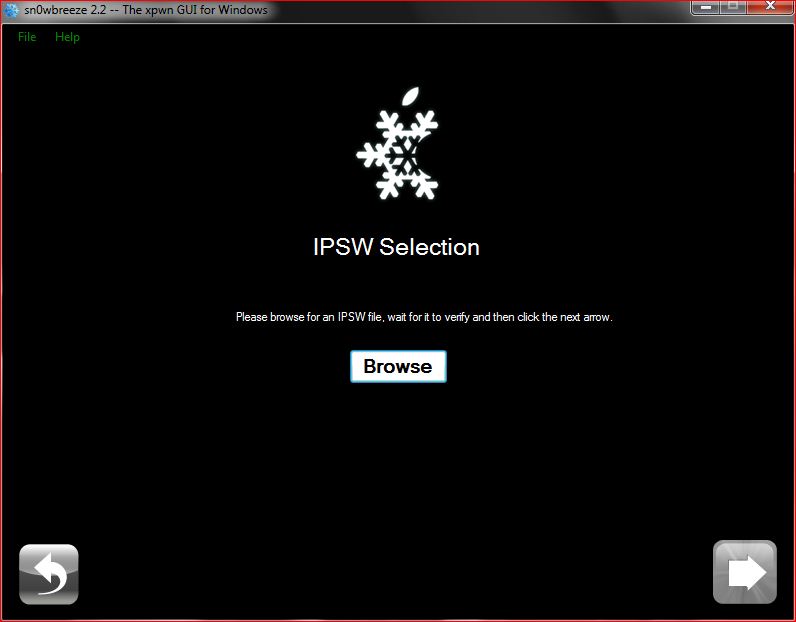 sn0wbreeze 2.2 -- The xpwn GUI for Windows
File Help
IPSW Selection
Please browse for an IPSW file, wait for it to verify and then click the next arrow.
Browse